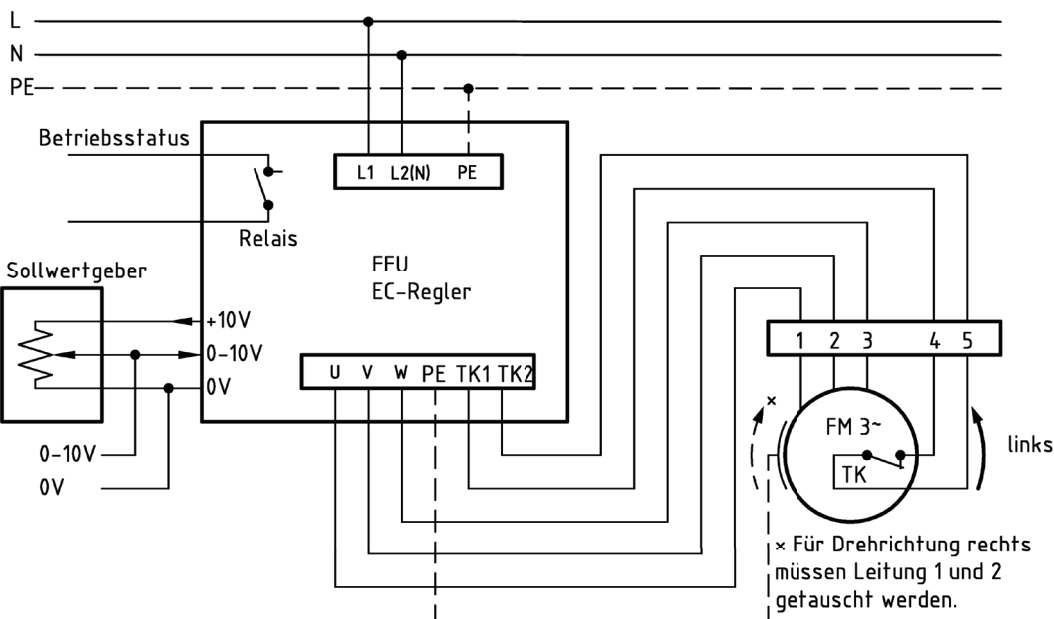 L
N
PE
Betriebsstatus
L1 L2(N) PE
Relais
Sollwertgeber
FFU
EC-Regler
+10V
0-10V
0V
U V W PE TK1 TK2
0-10V
0V
1 2 3 4 5
×
FM 3~
TK
links
× Für Drehrichtung rechts
müssen Leitung 1 und 2
getauscht werden.